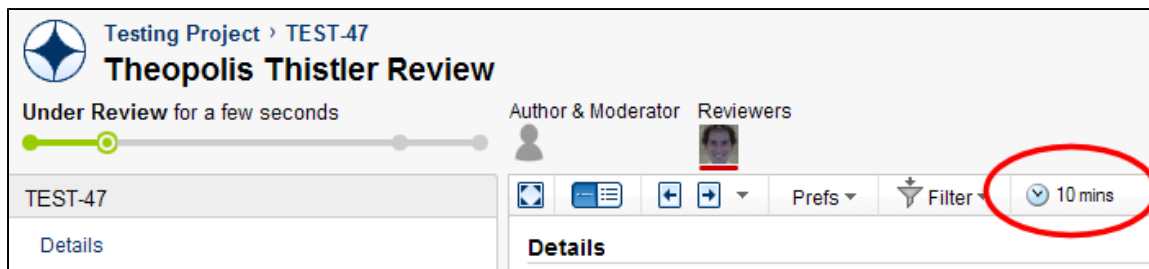 Testing Project › TEST-47
Theopolis Thistler Review
Under Review for a few seconds
Author & Moderator Reviewers
TEST-47
Prefs Filter 10 mins
Details
Details